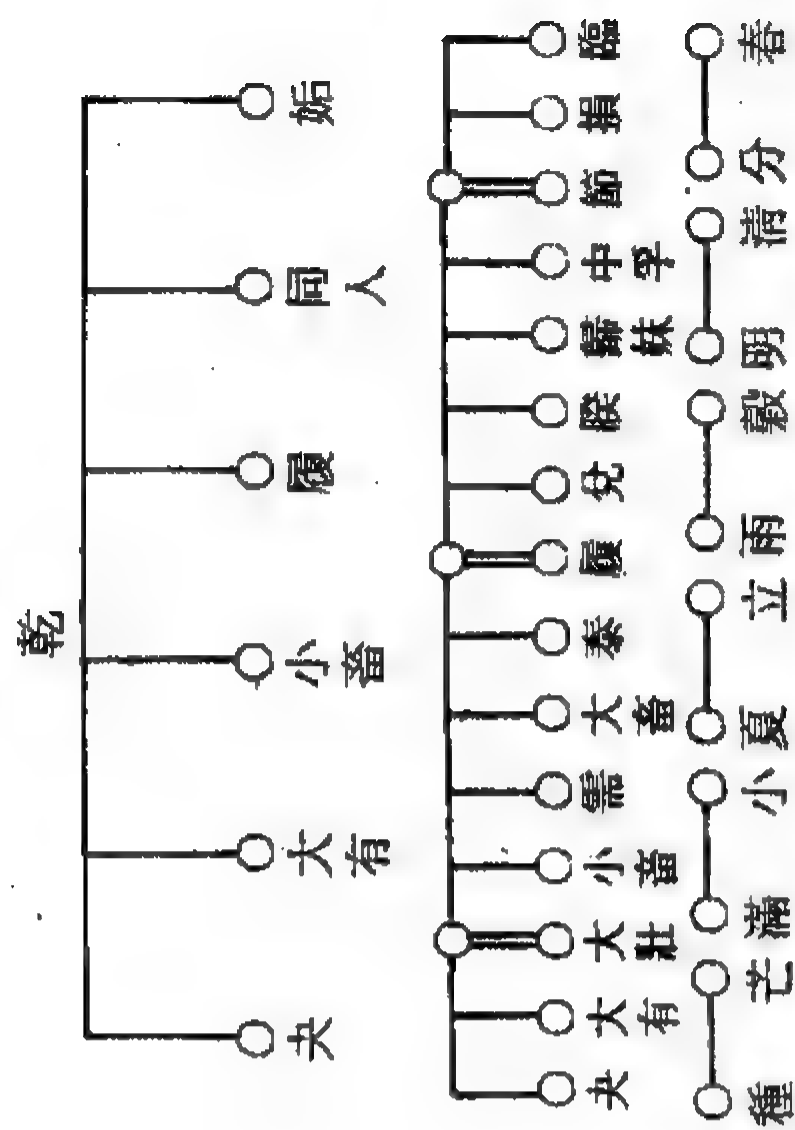 乾
姤
同人
履
小畜
大有
夬
臨
損
節
中孚
歸妹
睽
兌
履
泰
大畜
需
小畜
大壯
大有
夬
春分
清明
穀雨
立夏
小滿
芒種